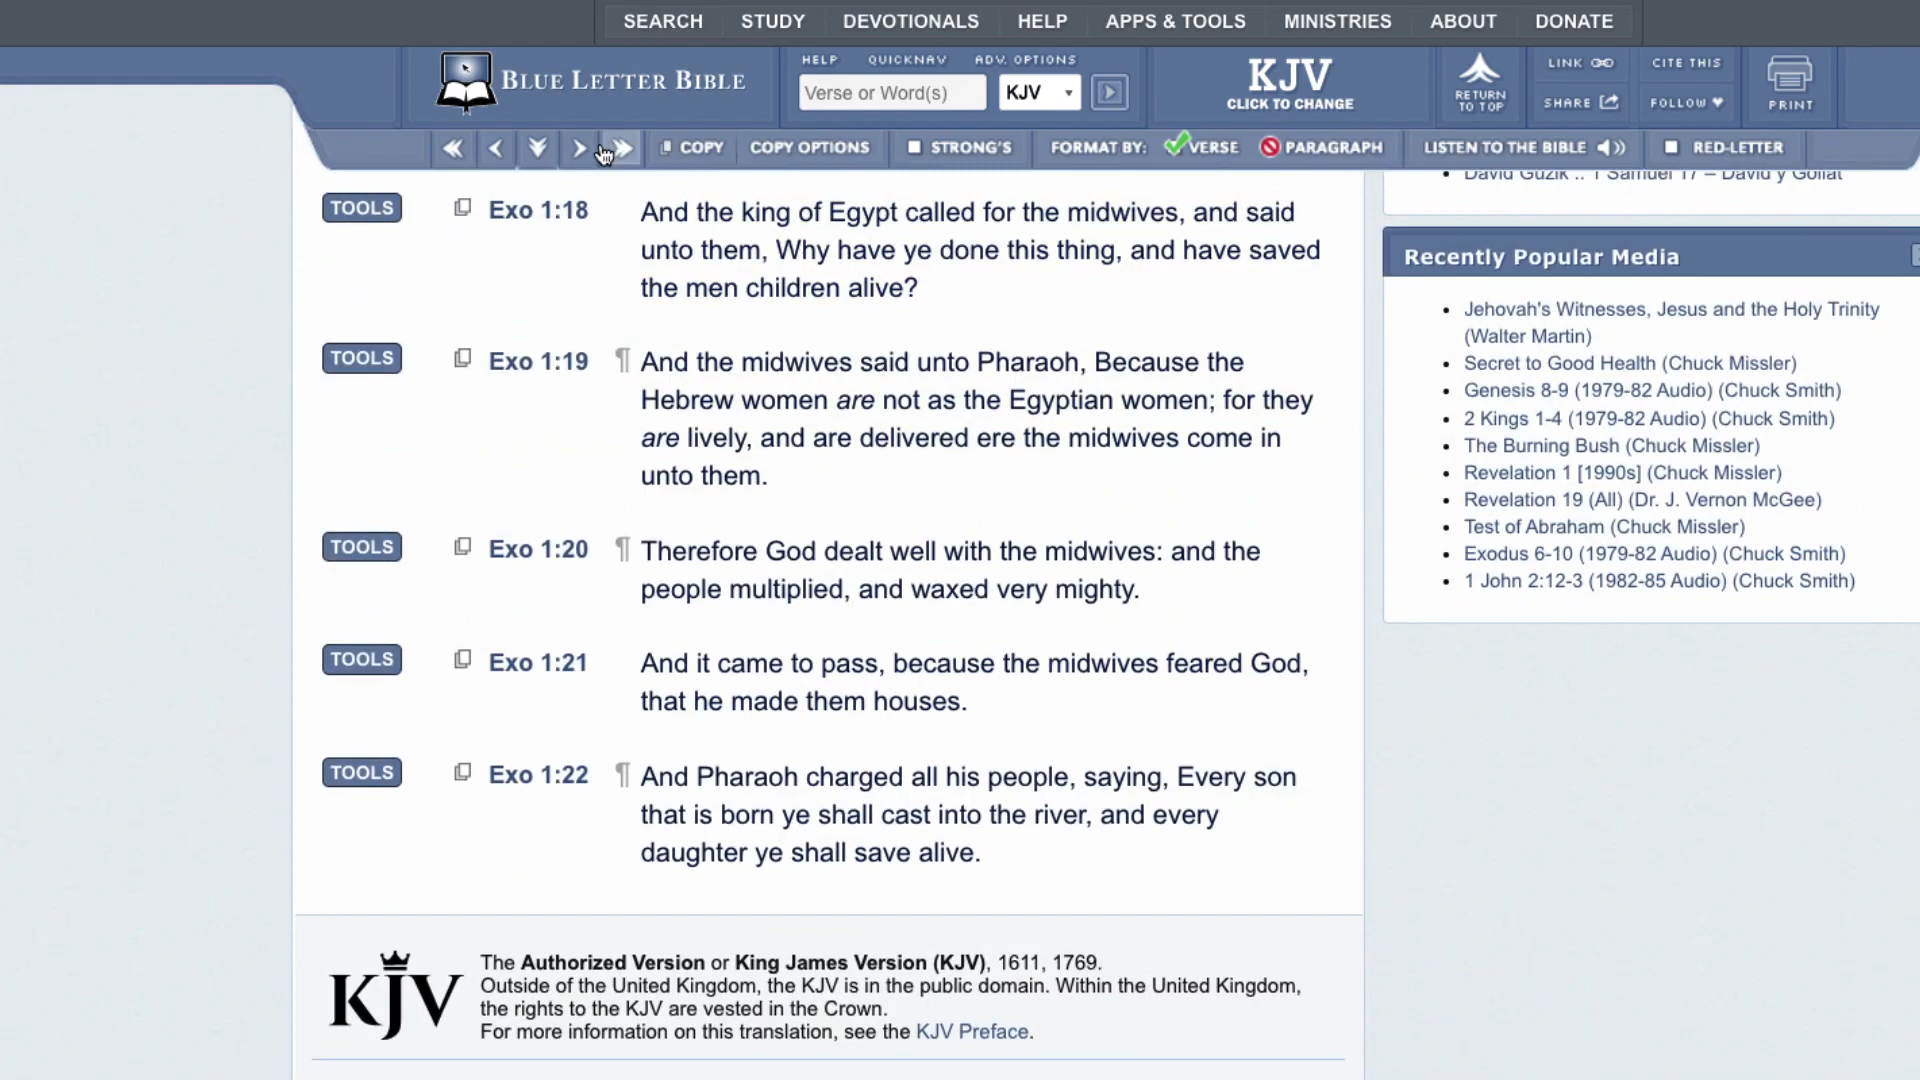 SEARCH STUDY DEVOTIONALS HELP APPS & TOOLS MINISTRIES ABOUT DONATE
BLUE LETTER BIBLE
HELP QUICKNAV ADV. OPTIONS
Verse or Word(s) KJV
KJV
CLICK TO CHANGE
RETURN
TO TOP
LINK
SHARE
CITE THIS
FOLLOW
PRINT
COPY COPY OPTIONS STRONG'S FORMAT BY: VERSE PARAGRAPH LISTEN TO THE BIBLE RED-LETTER
TOOLS Exo 1:18 And the king of Egypt called for the midwives, and said
unto them, Why have ye done this thing, and have saved
the men children alive?
TOOLS Exo 1:19 ¶ And the midwives said unto Pharaoh, Because the
Hebrew women are not as the Egyptian women; for they
are lively, and are delivered ere the midwives come in
unto them.
TOOLS Exo 1:20 ¶ Therefore God dealt well with the midwives: and the
people multiplied, and waxed very mighty.
TOOLS Exo 1:21 And it came to pass, because the midwives feared God,
that he made them houses.
TOOLS Exo 1:22 ¶ And Pharaoh charged all his people, saying, Every son
that is born ye shall cast into the river, and every
daughter ye shall save alive.
KJV
The Authorized Version or King James Version (KJV), 1611, 1769.
Outside of the United Kingdom, the KJV is in the public domain. Within the United Kingdom,
the rights to the KJV are vested in the Crown.
For more information on this translation, see the KJV Preface.
David Guzik :: 1 Samuel 17 – David y Goliat
Recently Popular Media
Jehovah's Witnesses, Jesus and the Holy Trinity
(Walter Martin)
Secret to Good Health (Chuck Missler)
Genesis 8-9 (1979-82 Audio) (Chuck Smith)
2 Kings 1-4 (1979-82 Audio) (Chuck Smith)
The Burning Bush (Chuck Missler)
Revelation 1 [1990s] (Chuck Missler)
Revelation 19 (All) (Dr. J. Vernon McGee)
Test of Abraham (Chuck Missler)
Exodus 6-10 (1979-82 Audio) (Chuck Smith)
1 John 2:12-3 (1982-85 Audio) (Chuck Smith)